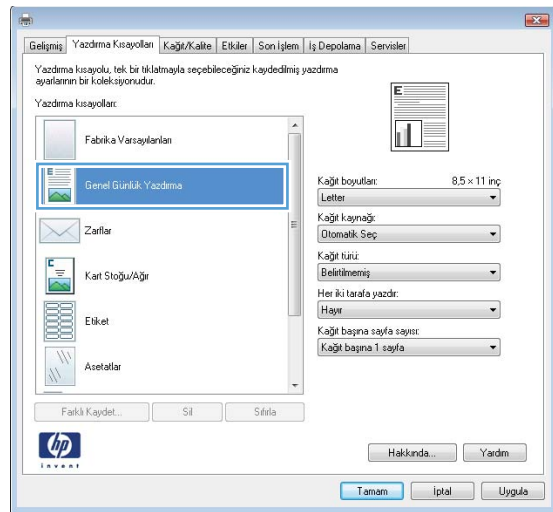 Gelişmiş Yazdırma Kısayolları Kağıt/Kalite Etkiler Son İşlem İş Depolama Servisler
Yazdırma kısayolu, tek bir tıklatmayla seçebileceğiniz kaydedilmiş yazdırma
ayarlarının bir koleksiyonudur.
Yazdırma kısayolları:
Fabrika Varsayılanları
Genel Günlük Yazdırma
Zarflar
Kart Stoğu/Ağır
Etiket
Asetatlar
Farklı Kaydet... Sil Sıfırla
E
Kağıt boyutları: 8,5 × 11 inç
Letter
Kağıt kaynağı:
Otomatik Seç
Kağıt türü:
Belirtilmemiş
Her iki tarafa yazdır:
Hayır
Kağıt başına sayfa sayısı:
Kağıt başına 1 sayfa
hp
invent
Hakkında... Yardım
Tamam İptal Uygula